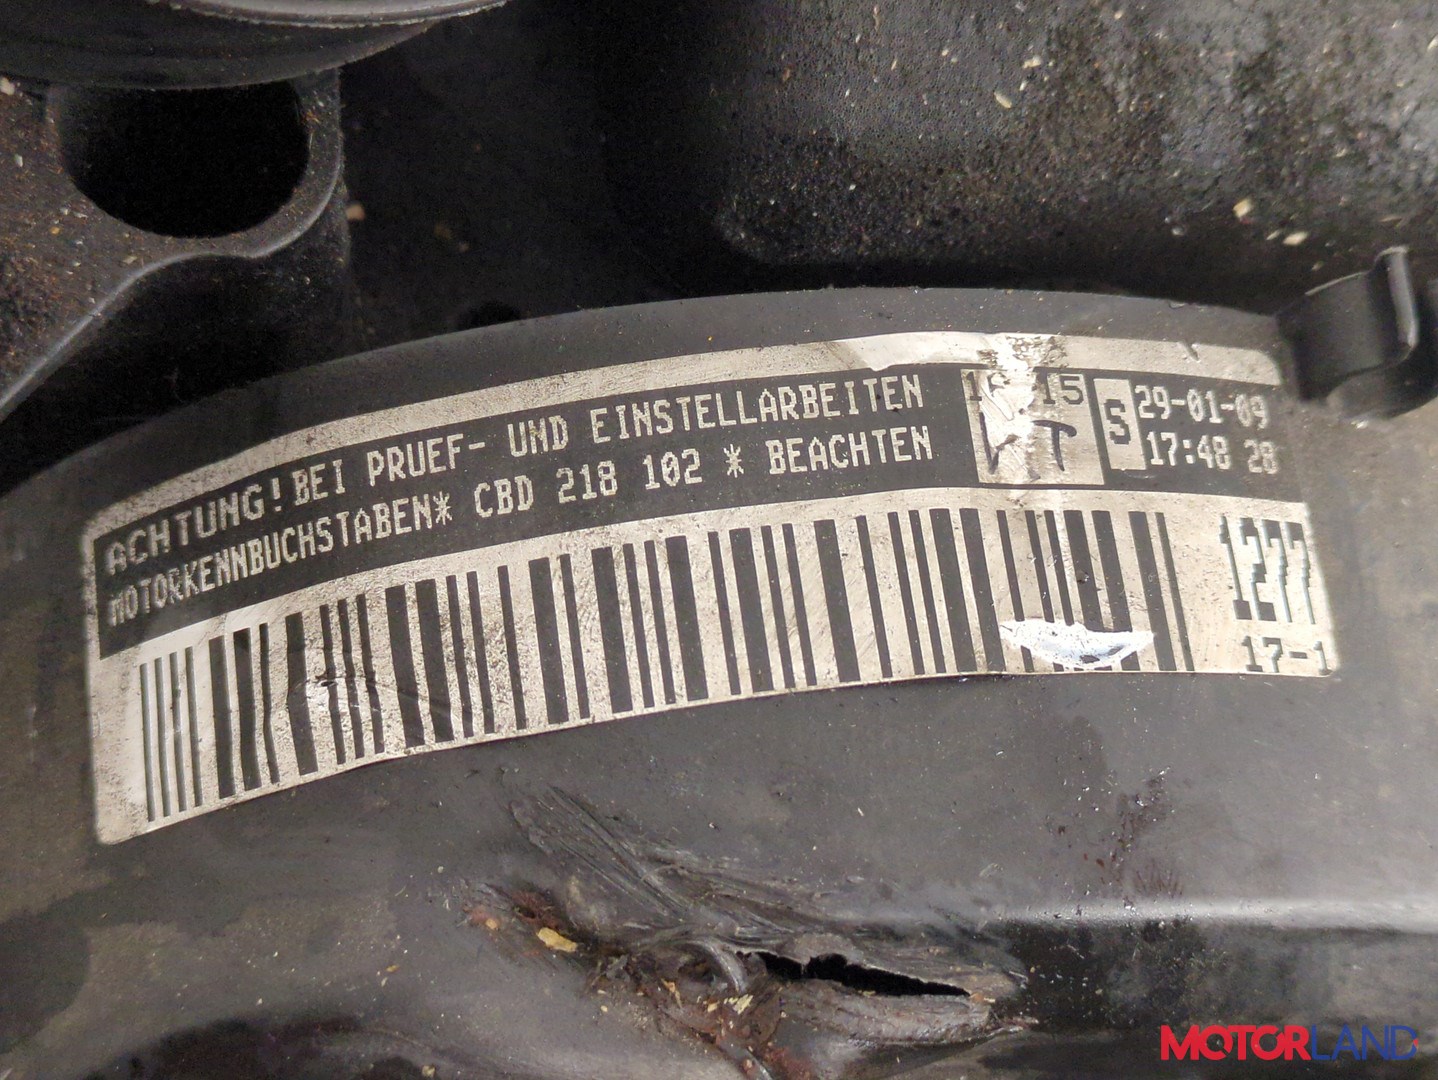 ACHTUNG! BEI PRUEF- UND EINSTELLARBEITEN
MOTORKENNBUCHSTABEN* CBD 218 102 * BEACHTEN
15
S
29-01-09
17:48 28
1277
17-1
MOTORLAND